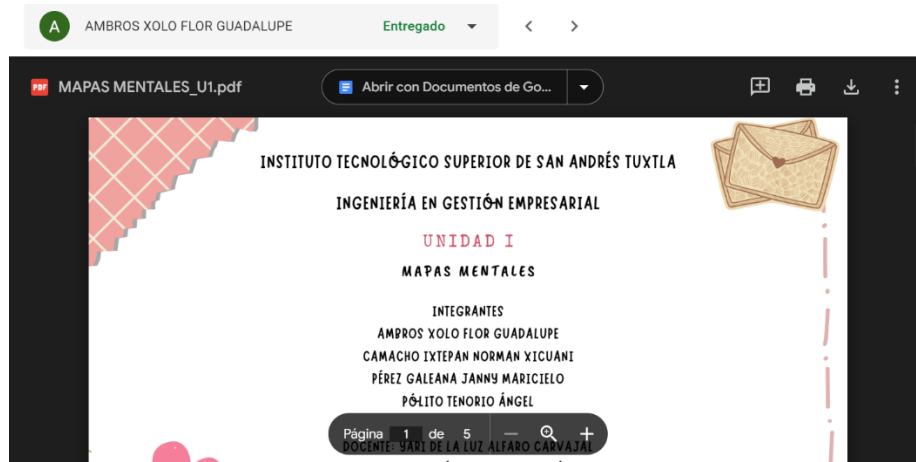 A AMBROS XOLO FLOR GUADALUPE Entregado
PDF MAPAS MENTALES_U1.pdf Abrir con Documentos de Go...
INSTITUTO TECNOLÓGICO SUPERIOR DE SAN ANDRÉS TUXTLA
INGENIERÍA EN GESTIÓN EMPRESARIAL
UNIDAD I
MAPAS MENTALES
INTEGRANTES
AMBROS XOLO FLOR GUADALUPE
CAMACHO IXTEPAN NORMAN XICUANI
PÉREZ GALEANA JANNY MARICIELO
PÓLITO TENORIO ÁNGEL
Página 1 de 5
DOCENTE: YARI DE LA LUZ ALFARO CARVAJAL